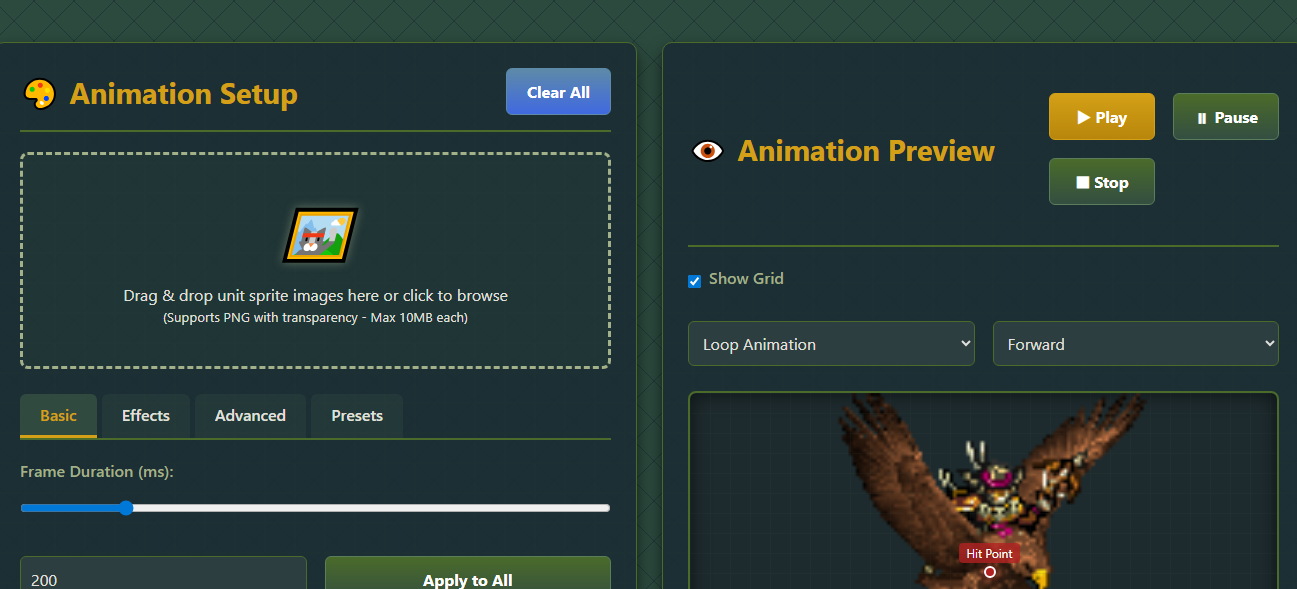 Animation Setup
Clear All
Drag & drop unit sprite images here or click to browse
(Supports PNG with transparency - Max 10MB each)
Basic
Effects
Advanced
Presets
Frame Duration (ms):
200
Apply to All
Animation Preview
Play
Pause
Stop
Show Grid
Loop Animation
Forward
Hit Point